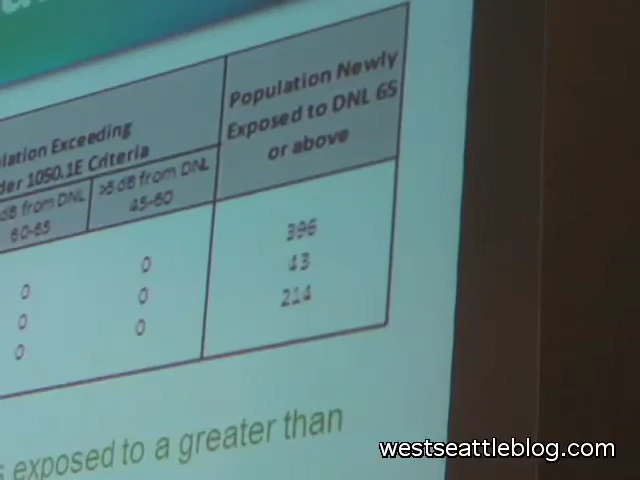 Population Newly
Exposed to DNL 65
or above
Exceeding
1050.1E Criteria
dB from DNL
60-65
>5 dB from DNL
45-60
396
0
43
0
0
214
0
0
0
exposed to a greater than
westseattleblog.com